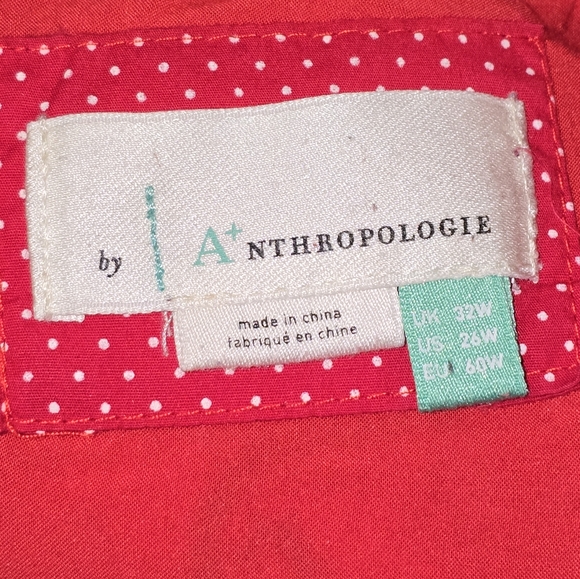 by A+NTHROPOLOGIE
made in china
fabriqué en chine
UK 32W
US 26W
EU 60W